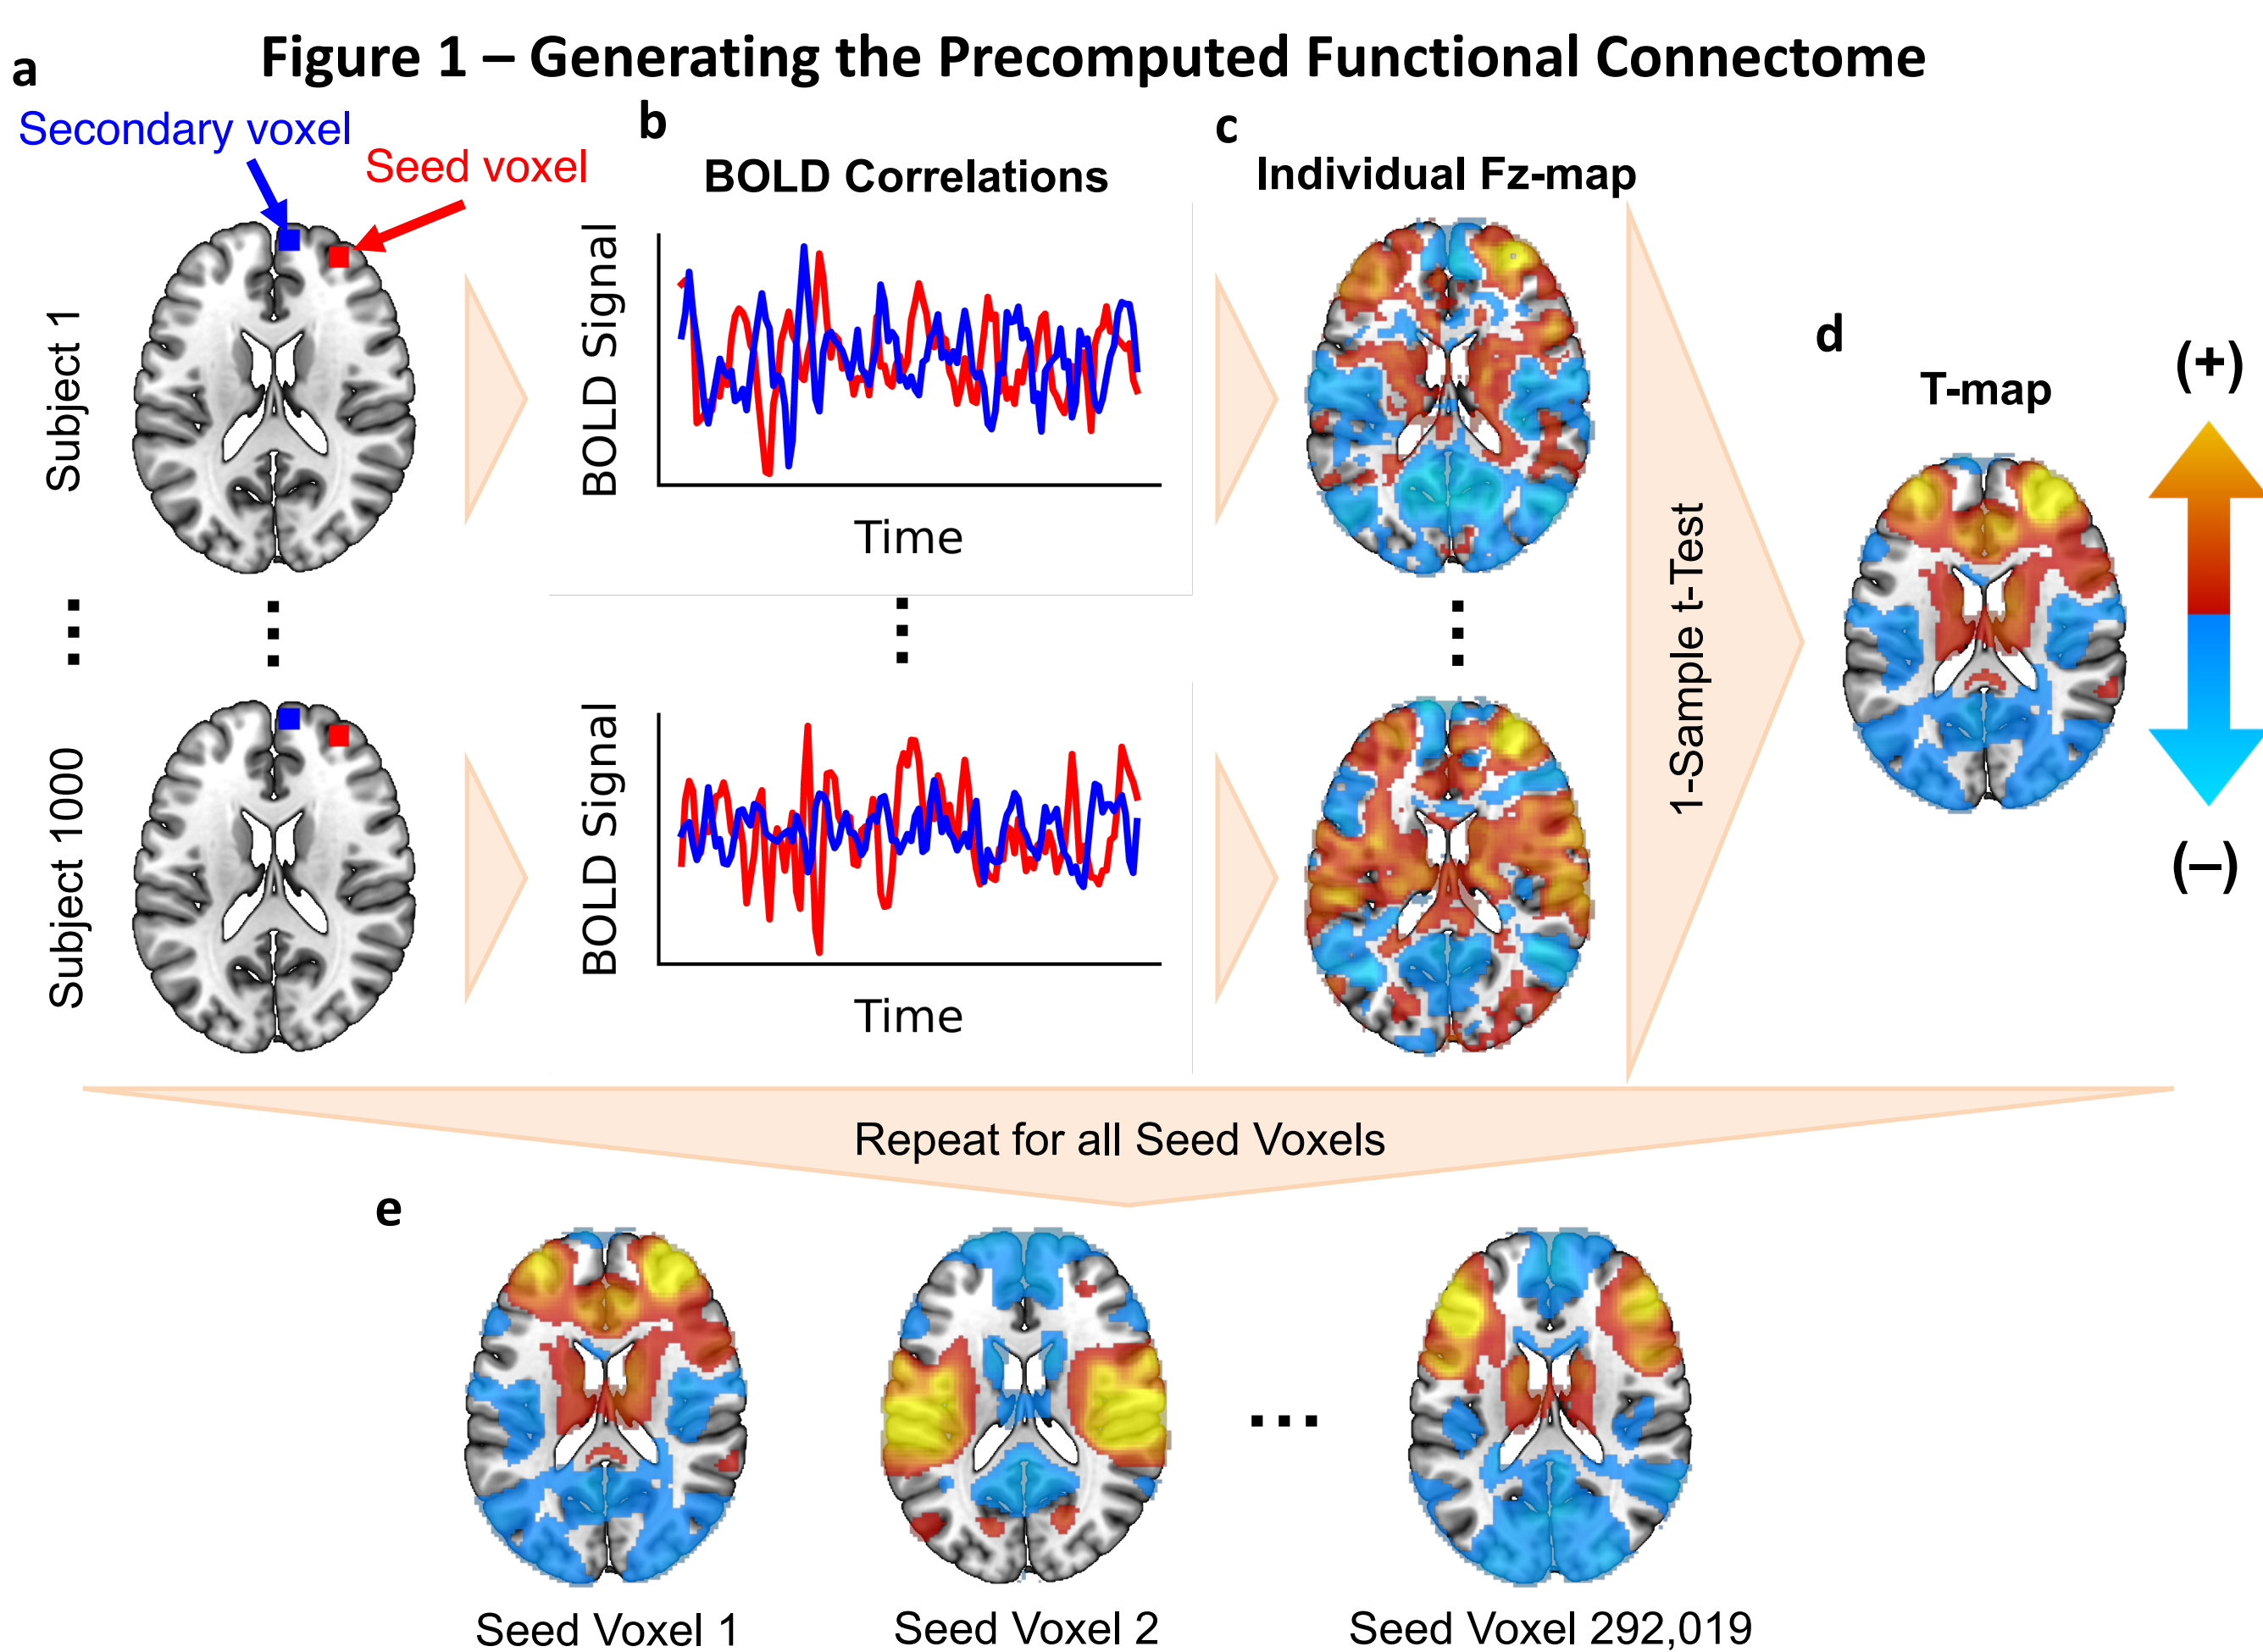 Figure 1 – Generating the Precomputed Functional Connectome
a
Secondary voxel
Seed voxel
Subject 1
Subject 1000
b
BOLD Correlations
BOLD Signal
Time
BOLD Signal
Time
c
Individual Fz-map
1-Sample t-Test
d
T-map
(+)
(–)
Repeat for all Seed Voxels
e
Seed Voxel 1
Seed Voxel 2
...
Seed Voxel 292,019